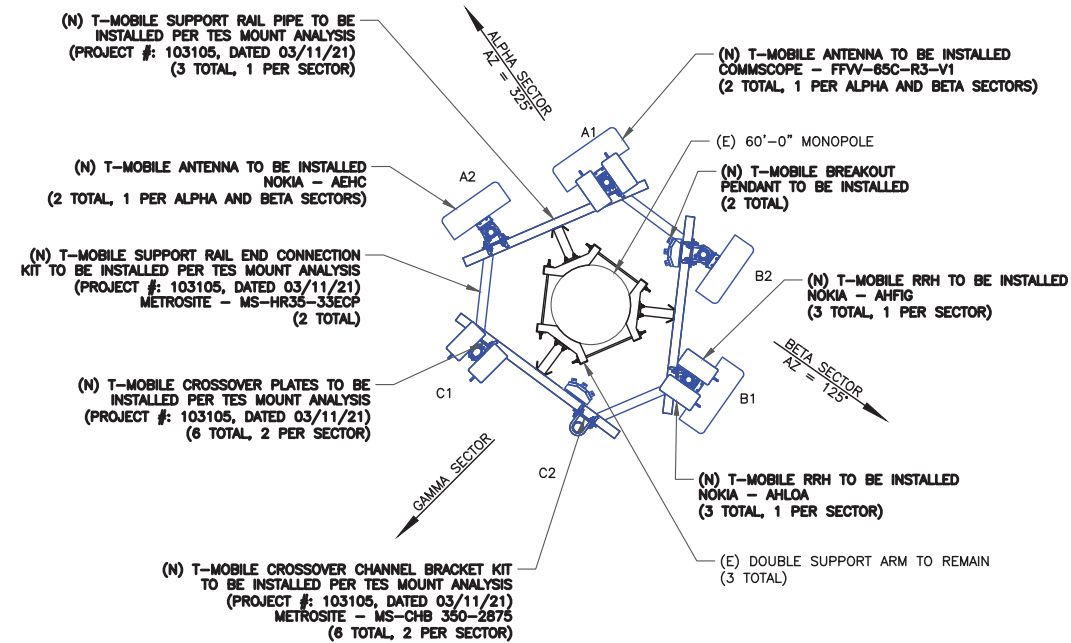 (N) T-MOBILE SUPPORT RAIL PIPE TO BE
INSTALLED PER TES MOUNT ANALYSIS
(PROJECT #: 103105, DATED 03/11/21)
(3 TOTAL, 1 PER SECTOR)
ALPHA SECTOR
AZ = 325°
(N) T-MOBILE ANTENNA TO BE INSTALLED
COMMSCOPE - FFVV-65C-R3-V1
(2 TOTAL, 1 PER ALPHA AND BETA SECTORS)
A1
(E) 60'-0" MONOPOLE
(N) T-MOBILE ANTENNA TO BE INSTALLED
NOKIA - AEHC
(2 TOTAL, 1 PER ALPHA AND BETA SECTORS)
A2
(N) T-MOBILE BREAKOUT
PENDANT TO BE INSTALLED
(2 TOTAL)
(N) T-MOBILE SUPPORT RAIL END CONNECTION
KIT TO BE INSTALLED PER TES MOUNT ANALYSIS
(PROJECT #: 103105, DATED 03/11/21)
METROSITE - MS-HR35-33ECP
(2 TOTAL)
B2
(N) T-MOBILE RRH TO BE INSTALLED
NOKIA - AHFIG
(3 TOTAL, 1 PER SECTOR)
BETA SECTOR
AZ = 125°
(N) T-MOBILE CROSSOVER PLATES TO BE
INSTALLED PER TES MOUNT ANALYSIS
(PROJECT #: 103105, DATED 03/11/21)
(6 TOTAL, 2 PER SECTOR)
C1
B1
GAMMA SECTOR
C2
(N) T-MOBILE RRH TO BE INSTALLED
NOKIA - AHLOA
(3 TOTAL, 1 PER SECTOR)
(E) DOUBLE SUPPORT ARM TO REMAIN
(3 TOTAL)
(N) T-MOBILE CROSSOVER CHANNEL BRACKET KIT
TO BE INSTALLED PER TES MOUNT ANALYSIS
(PROJECT #: 103105, DATED 03/11/21)
METROSITE - MS-CHB 350-2875
(6 TOTAL, 2 PER SECTOR)